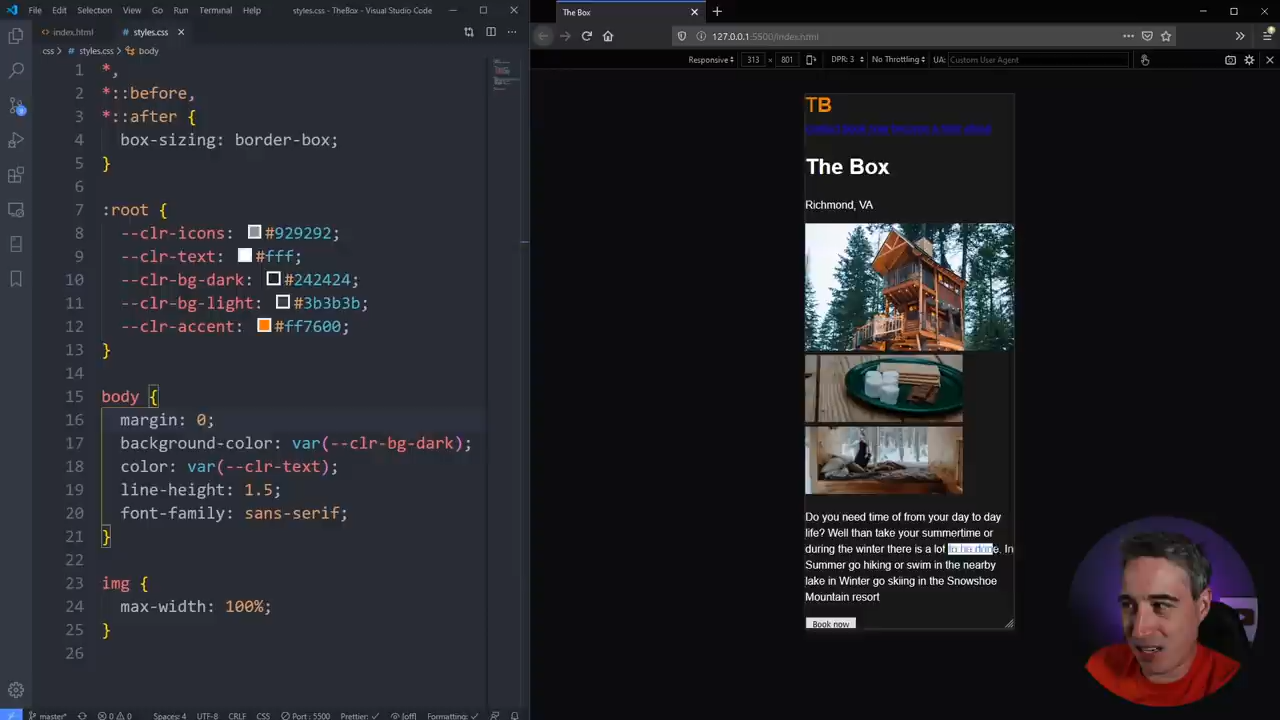 File Edit Selection View Go Run Terminal Help styles.css - TheBox - Visual Studio Code
index.html styles.css
css > styles.css > body
1 *,
2 *::before,
3 *::after {
4 box-sizing: border-box;
5 }
6
7 :root {
8 --clr-icons: #929292;
9 --clr-text: #fff;
10 --clr-bg-dark: #242424;
11 --clr-bg-light: #3b3b3b;
12 --clr-accent: #ff7600;
13 }
14
15 body {
16 margin: 0;
17 background-color: var(--clr-bg-dark);
18 color: var(--clr-text);
19 line-height: 1.5;
20 font-family: sans-serif;
21 }
22
23 img {
24 max-width: 100%;
25 }
26
master* 0 0 Spaces: 4 UTF-8 CRLF CSS Port : 5500 Prettier: ✓ [off] Formatting: ✓
The Box
127.0.0.1:5500/index.html
Responsive 313 × 801 DPR: 3 No Throttling UA: Custom User Agent
TB
The Box
Richmond, VA
Do you need time of from your day to day
life? Well than take your summertime or
during the winter there is a lot to be done. In
Summer go hiking or swim in the nearby
lake in Winter go skiing in the Snowshoe
Mountain resort
Book now